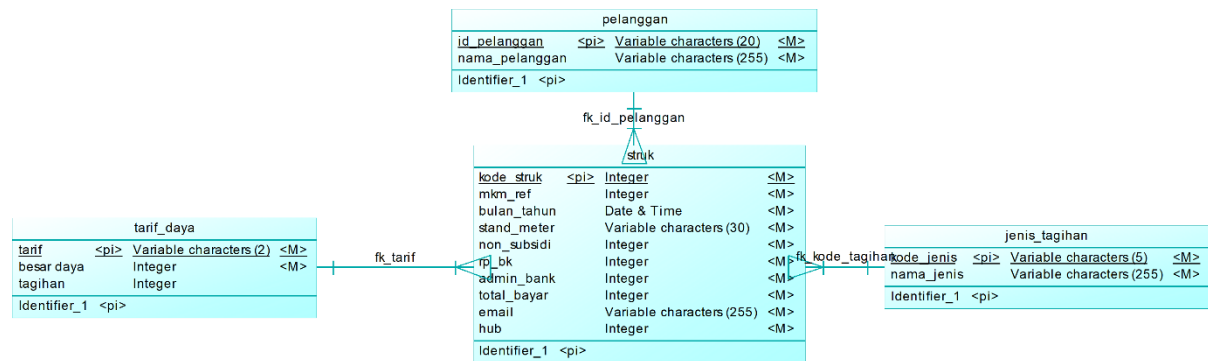 pelanggan
id_pelanggan <pi> Variable characters (20) <M>
nama_pelanggan Variable characters (255) <M>
Identifier_1 <pi>
fk_id_pelanggan
struk
kode_struk <pi> Integer <M>
mkm_ref Integer <M>
bulan_tahun Date & Time <M>
stand_meter Variable characters (30) <M>
non_subsidi Integer <M>
rp_bk Integer <M>
admin_bank Integer <M>
total_bayar Integer <M>
email Variable characters (255) <M>
hub Integer <M>
Identifier_1 <pi>
tarif_daya
tarif <pi> Variable characters (2) <M>
besar daya Integer <M>
tagihan Integer
Identifier_1 <pi>
fk_tarif
fk_kode_tagihan
jenis_tagihan
kode_jenis <pi> Variable characters (5) <M>
nama_jenis Variable characters (255) <M>
Identifier_1 <pi>